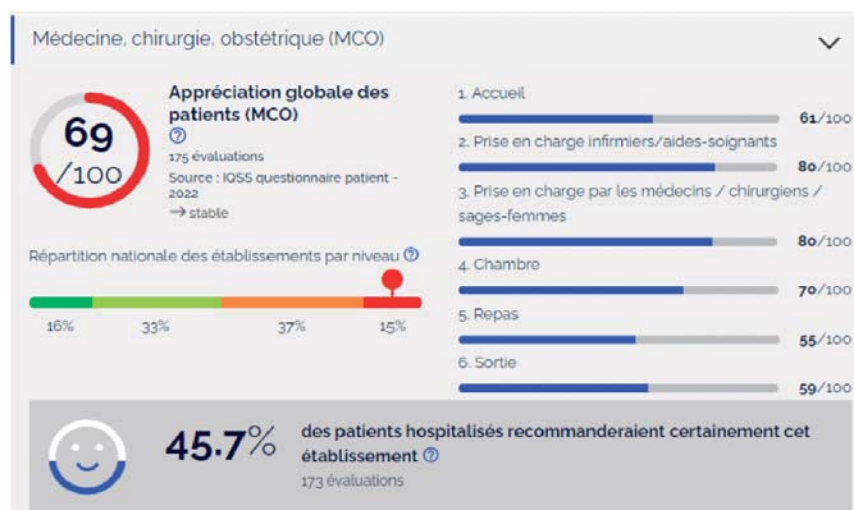 Médecine, chirurgie, obstétrique (MCO)
69
/100
Appréciation globale des
patients (MCO)
?
175 évaluations
Source : IQSS questionnaire patient -
2022
→ stable
Répartition nationale des établissements par niveau ?
16% 33% 37% 15%
1. Accueil
61/100
2. Prise en charge infirmiers/aides-soignants
80/100
3. Prise en charge par les médecins / chirurgiens /
sages-femmes
80/100
4. Chambre
70/100
5. Repas
55/100
6. Sortie
59/100
45.7%
des patients hospitalisés recommanderaient certainement cet
établissement ?
173 évaluations